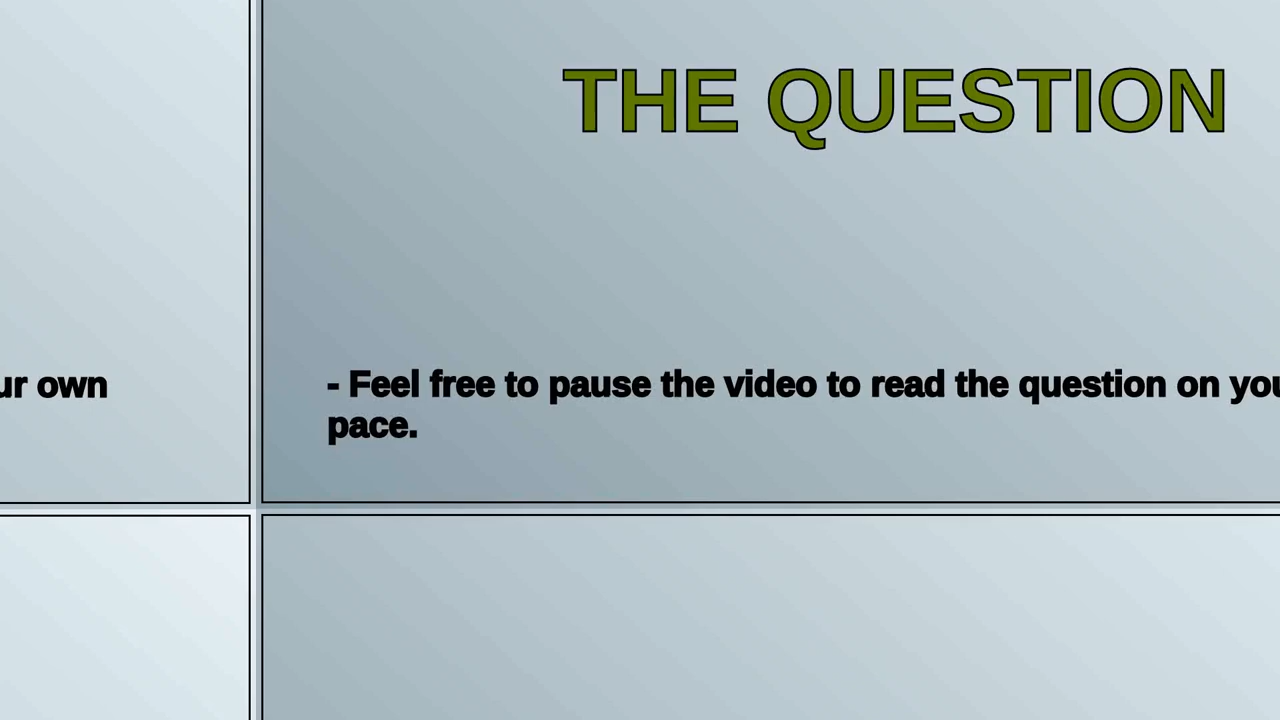 THE QUESTION
ur own
- Feel free to pause the video to read the question on you
pace.